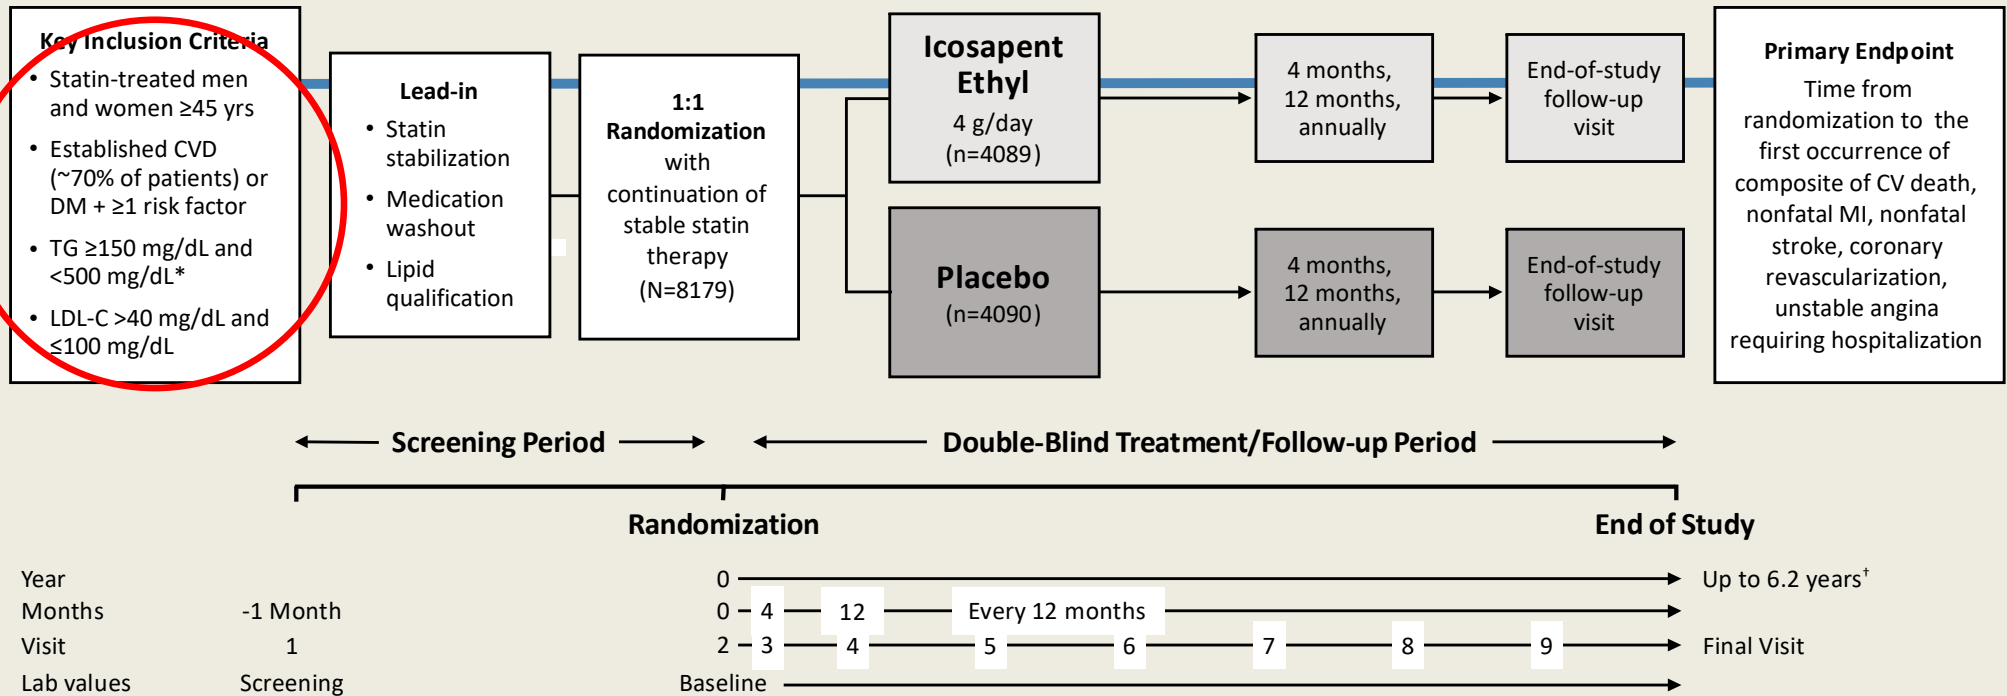 Key Inclusion Criteria
• Statin-treated men
and women ≥45 yrs
• Established CVD
(~70% of patients) or
DM + ≥1 risk factor
• TG ≥150 mg/dL and
<500 mg/dL*
• LDL-C >40 mg/dL and
≤100 mg/dL
Lead-in
• Statin
stabilization
• Medication
washout
• Lipid
qualification
1:1
Randomization
with
continuation of
stable statin
therapy
(N=8179)
Icosapent
Ethyl
4 g/day
(n=4089)
4 months,
12 months,
annually
End-of-study
follow-up
visit
Placebo
(n=4090)
4 months,
12 months,
annually
End-of-study
follow-up
visit
Primary Endpoint
Time from
randomization to the
first occurrence of
composite of CV death,
nonfatal MI, nonfatal
stroke, coronary
revascularization,
unstable angina
requiring hospitalization
Screening Period
Double-Blind Treatment/Follow-up Period
Randomization
End of Study
Year 0 Up to 6.2 years†
Months -1 Month 0 4 12 Every 12 months
Visit 1 2 3 4 5 6 7 8 9 Final Visit
Lab values Screening Baseline